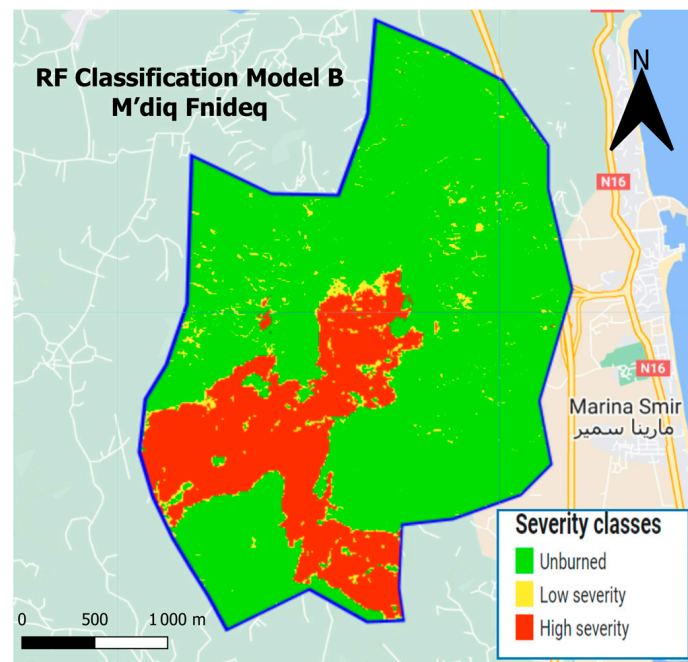 RF Classification Model B
M'diq Fnideq
N
N16
N16
Marina Smir
مارينا سمير
Severity classes
Unburned
Low severity
High severity
0 500 1 000 m